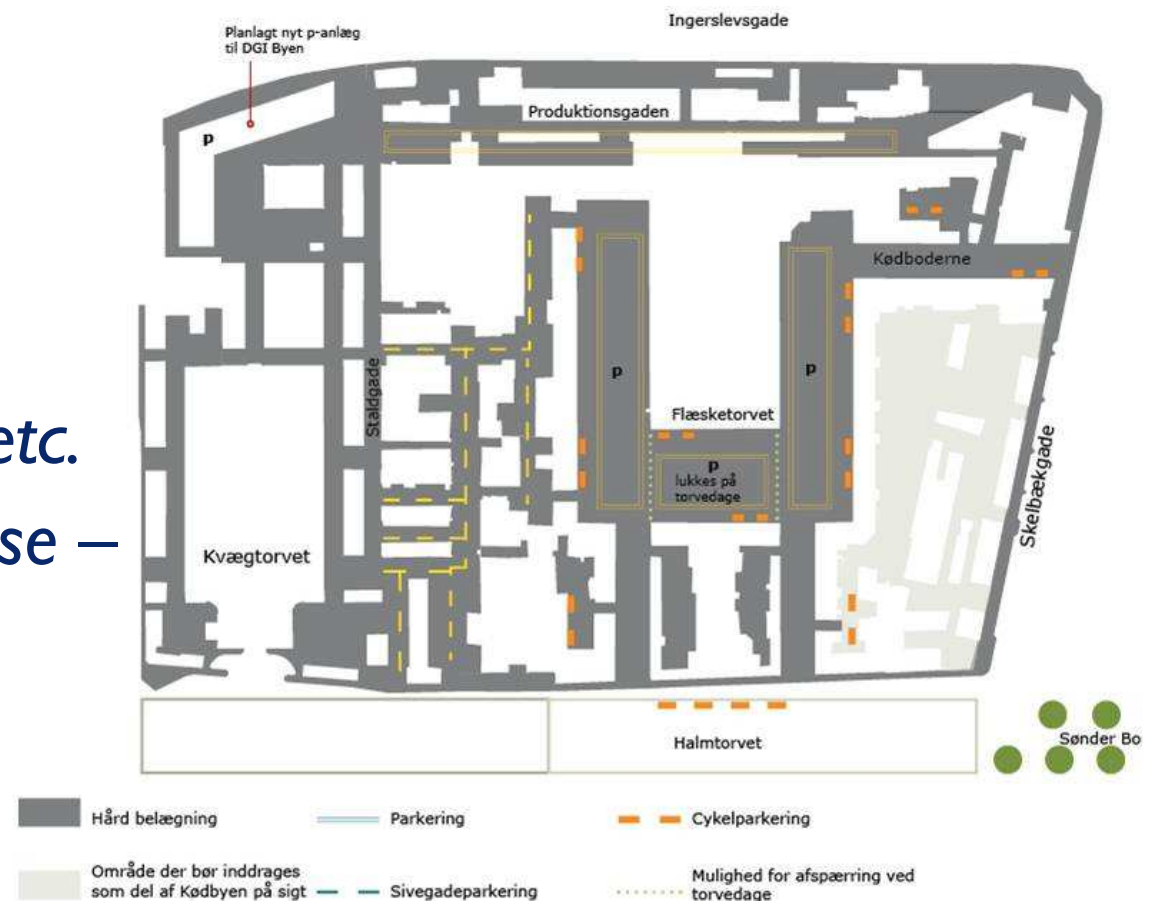 Ingerslevsgade
Planlagt nyt p-anlæg
til DGI Byen
P
Produktionsgaden
Kødboderne
Staldgade
P
P
Flæsketorvet
P
lukkes på
torvedage
Skelbækgade
etc.
se –
Kvægtorvet
Halmtorvet
Sønder Bo
Hård belægning
Parkering
Cykelparkering
Område der bør inddrages
som del af Kødbyen på sigt
Sivegadeparkering
Mulighed for afspærring ved
torvedage